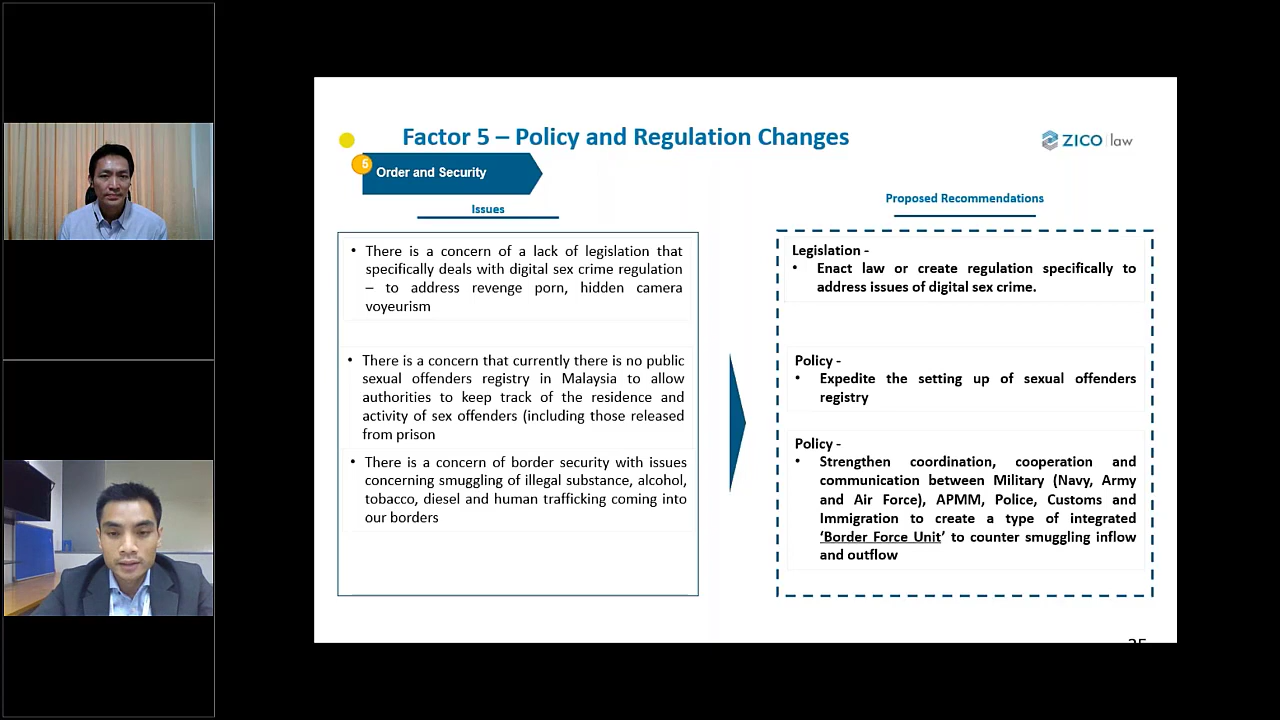 Factor 5 – Policy and Regulation Changes
ZICO law
5
Order and Security
Issues
Proposed Recommendations
• There is a concern of a lack of legislation that
specifically deals with digital sex crime regulation
– to address revenge porn, hidden camera
voyeurism
• There is a concern that currently there is no public
sexual offenders registry in Malaysia to allow
authorities to keep track of the residence and
activity of sex offenders (including those released
from prison
• There is a concern of border security with issues
concerning smuggling of illegal substance, alcohol,
tobacco, diesel and human trafficking coming into
our borders
Legislation -
• Enact law or create regulation specifically to
address issues of digital sex crime.
Policy -
• Expedite the setting up of sexual offenders
registry
Policy -
• Strengthen coordination, cooperation and
communication between Military (Navy, Army
and Air Force), APMM, Police, Customs and
Immigration to create a type of integrated
‘Border Force Unit’ to counter smuggling inflow
and outflow